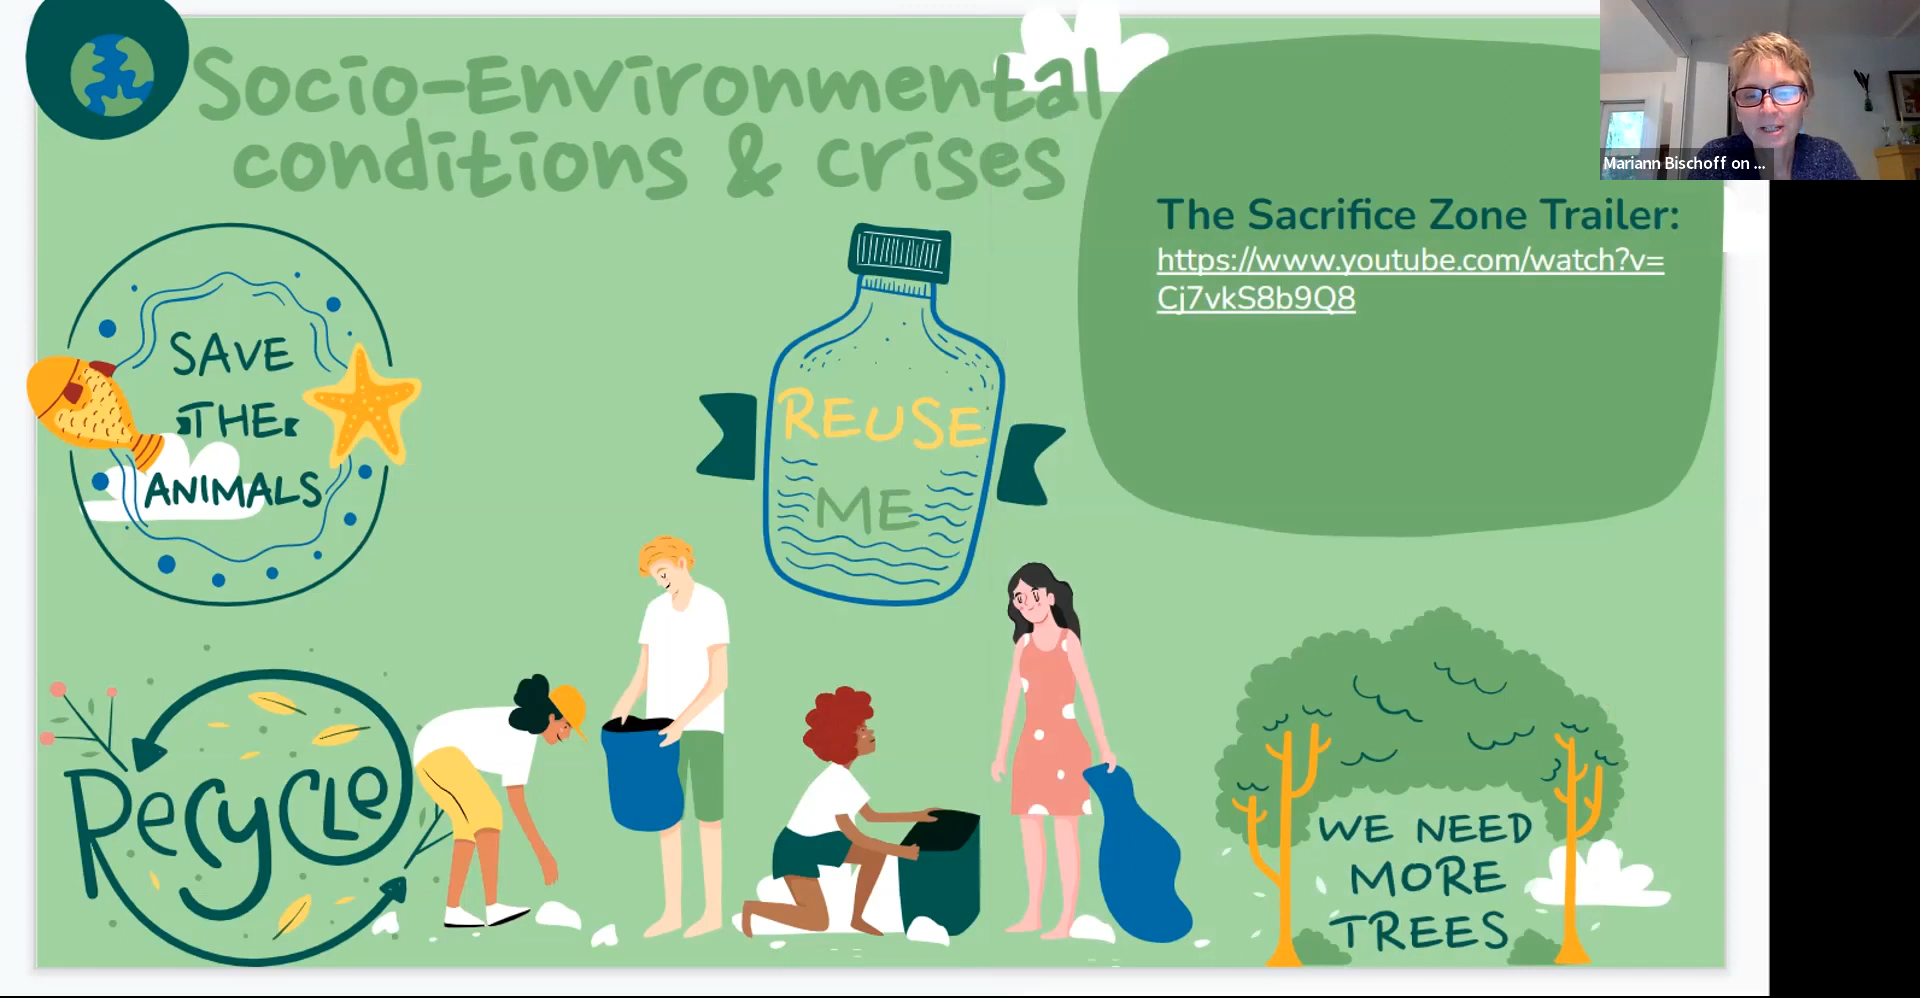 Socio-Environmental
conditions & crises
Mariann Bischoff on ...
The Sacrifice Zone Trailer:
https://www.youtube.com/watch?v=
Cj7vkS8b9Q8
SAVE
THE
ANIMALS
REUSE
ME
Recycle
WE NEED
MORE
TREES